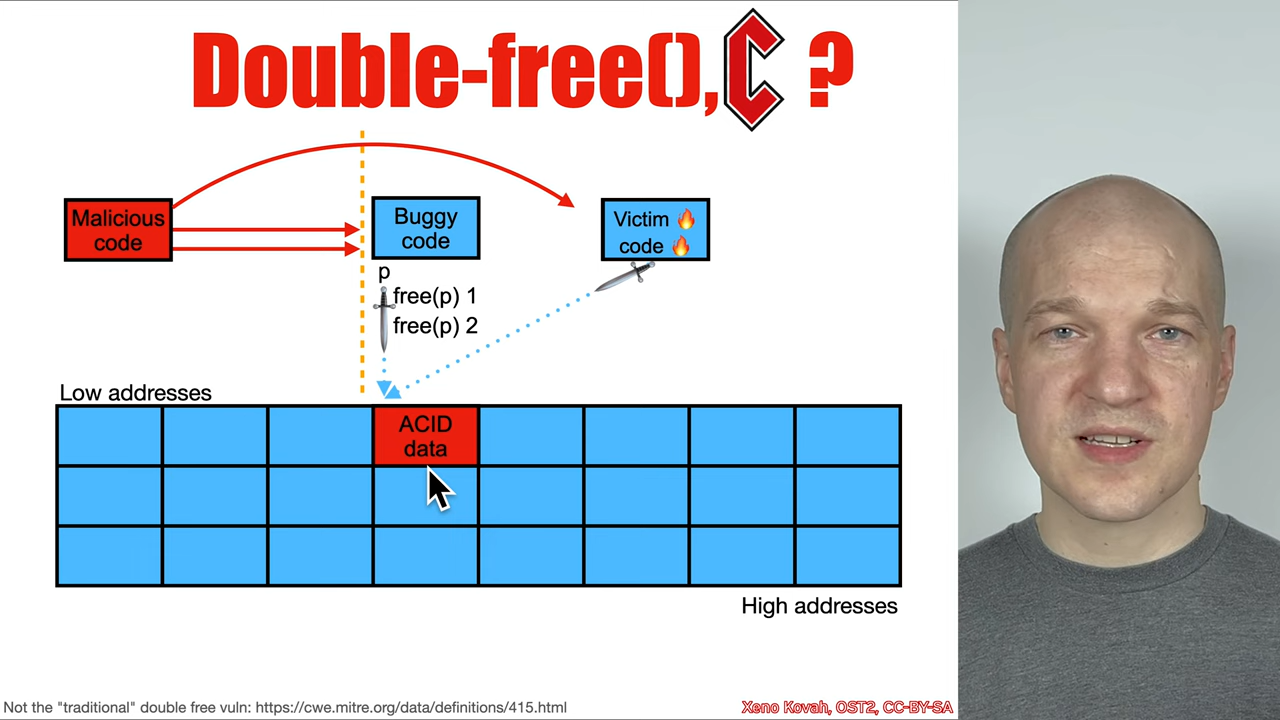 Double-free(),C ?
Malicious
code
Buggy
code
Victim 🔥
code 🔥
p
free(p) 1
free(p) 2
Low addresses
ACID
data
High addresses
Not the "traditional" double free vuln: https://cwe.mitre.org/data/definitions/415.html
Xeno Kovah, OST2, CC-BY-SA